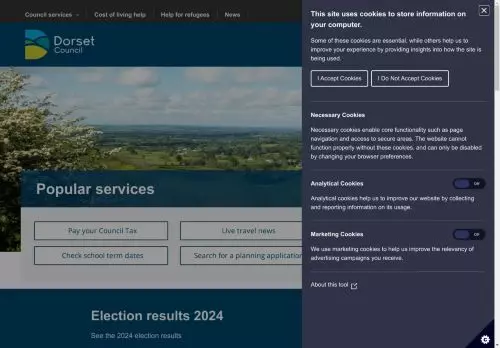 Council services
Cost of living help
Help for refugees
News
Dorset
Council
Popular services
Pay your Council Tax
Live travel news
Check school term dates
Search for a planning application
Election results 2024
See the 2024 election results
This site uses cookies to store information on
your computer.
Some of these cookies are essential, while others help us to
improve your experience by providing insights into how the site is
being used.
I Accept Cookies
I Do Not Accept Cookies
Necessary Cookies
Necessary cookies enable core functionality such as page
navigation and access to secure areas. The website cannot
function properly without these cookies, and can only be disabled
by changing your browser preferences.
Analytical Cookies
Off
Analytical cookies help us to improve our website by collecting
and reporting information on its usage.
Marketing Cookies
Off
We use marketing cookies to help us improve the relevancy of
advertising campaigns you receive.
About this tool